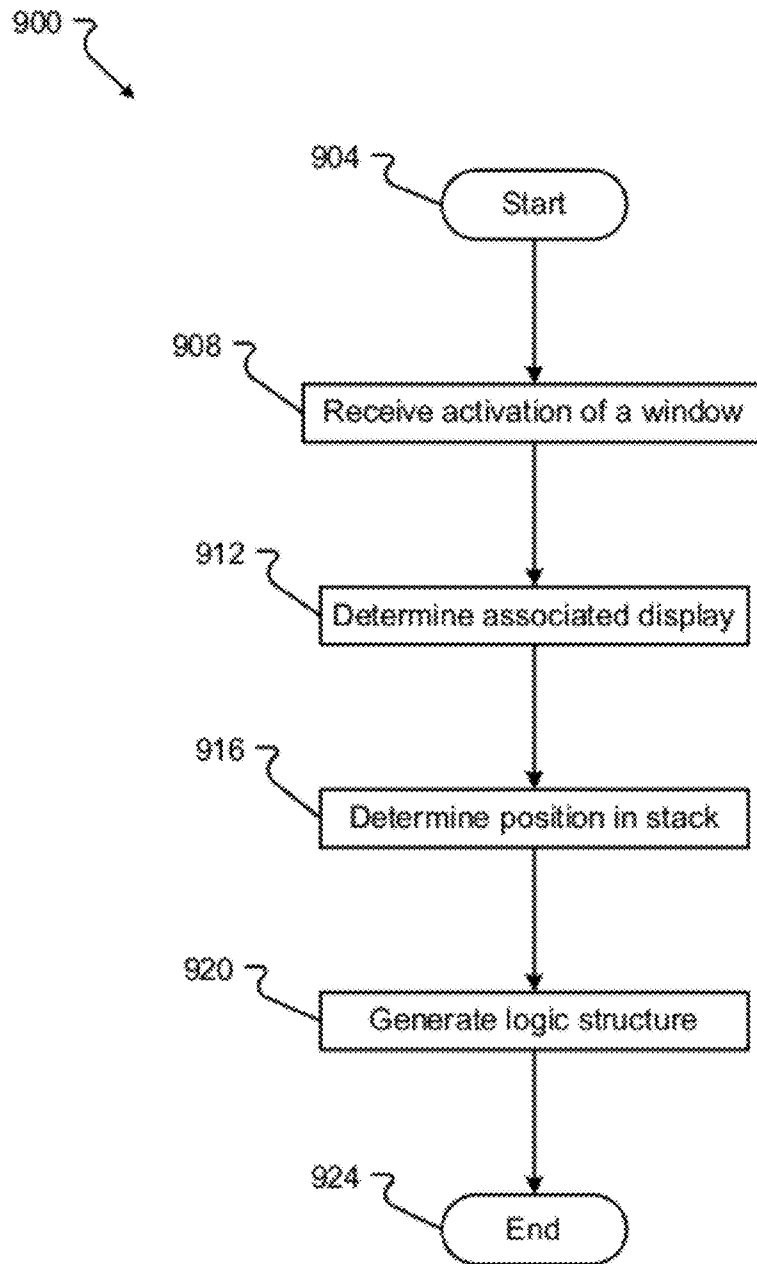 900
904
Start
908
Receive activation of a window
912
Determine associated display
916
Determine position in stack
920
Generate logic structure
924
End